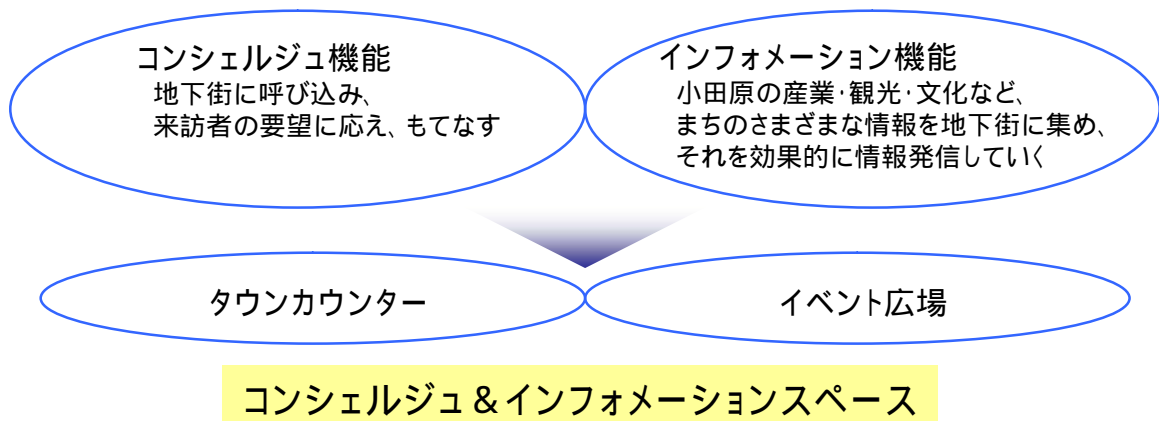 コンシェルジュ機能
地下街に呼び込み、
来訪者の要望に応え、もてなす
インフォメーション機能
小田原の産業・観光・文化など、
まちのさまざまな情報を地下街に集め、
それを効果的に情報発信していく
タウンカウンター
イベント広場
コンシェルジュ＆インフォメーションスペース